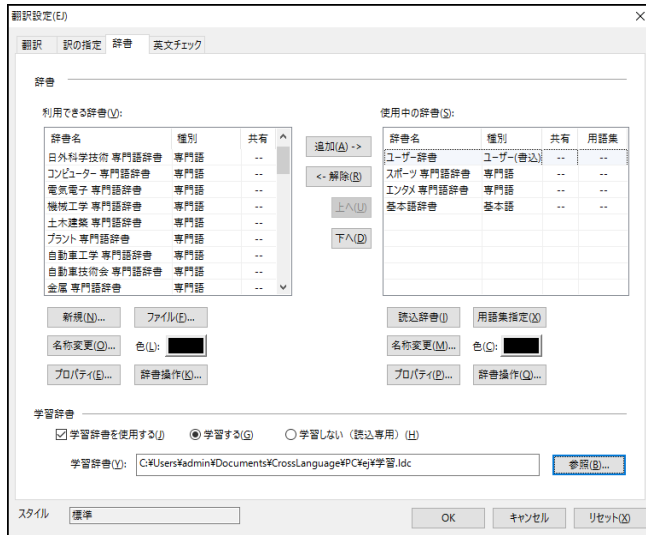 翻訳設定(EJ)
翻訳 訳の指定 辞書 英文チェック
辞書
利用できる辞書(V):
辞書名 種別 共有
日外科学技術 専門語辞書 専門語 --
コンピューター 専門語辞書 専門語 --
電気電子 専門語辞書 専門語 --
機械工学 専門語辞書 専門語 --
土木建築 専門語辞書 専門語 --
プラント 専門語辞書 専門語 --
自動車工学 専門語辞書 専門語 --
自動車技術会 専門語辞書 専門語 --
金属 専門語辞書 専門語 --
追加(A) ->
<- 解除(R)
上へ(U)
下へ(D)
使用中の辞書(S):
辞書名 種別 共有 用語集
ユーザー辞書 ユーザー(書込) -- --
スポーツ 専門語辞書 専門語 -- --
エンタメ 専門語辞書 専門語 -- --
基本語辞書 基本語 -- --
新規(N)... ファイル(F)...
名称変更(O)... 色(L):
プロパティ(E)... 辞書操作(K)...
読込辞書(I) 用語集指定(X)
名称変更(M)... 色(C):
プロパティ(P)... 辞書操作(Q)...
学習辞書
学習辞書を使用する(J) 学習する(G) 学習しない（読込専用）(H)
学習辞書(Y): C:¥Users¥admin¥Documents¥CrossLanguage¥PC¥ej¥学習.ldc 参照(B)...
スタイル 標準 OK キャンセル リセット(X)